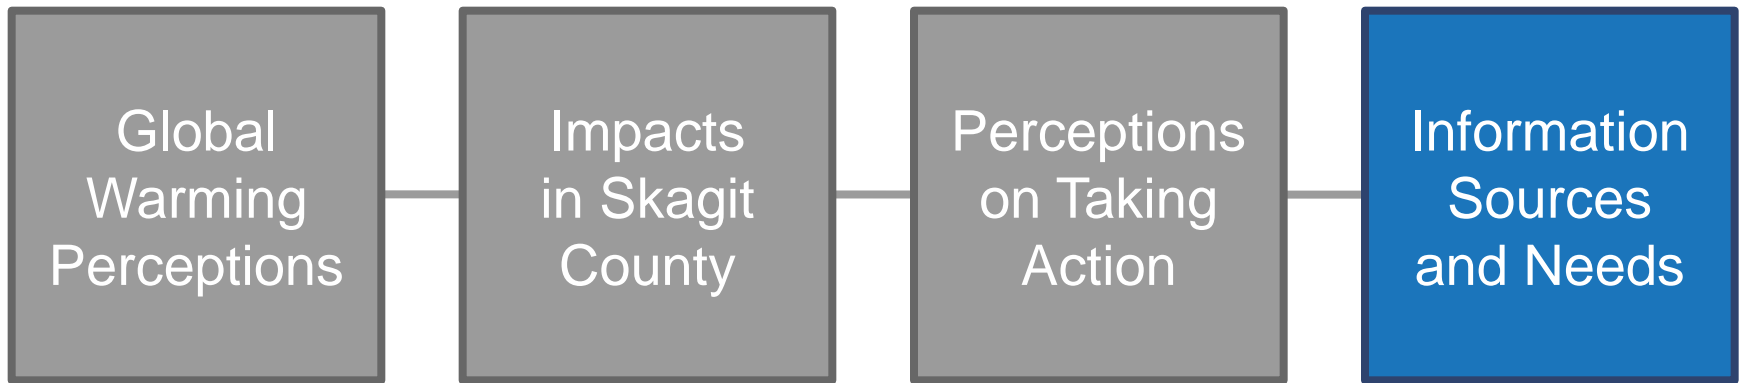 Global
Warming
Perceptions
Impacts
in Skagit
County
Perceptions
on Taking
Action
Information
Sources
and Needs